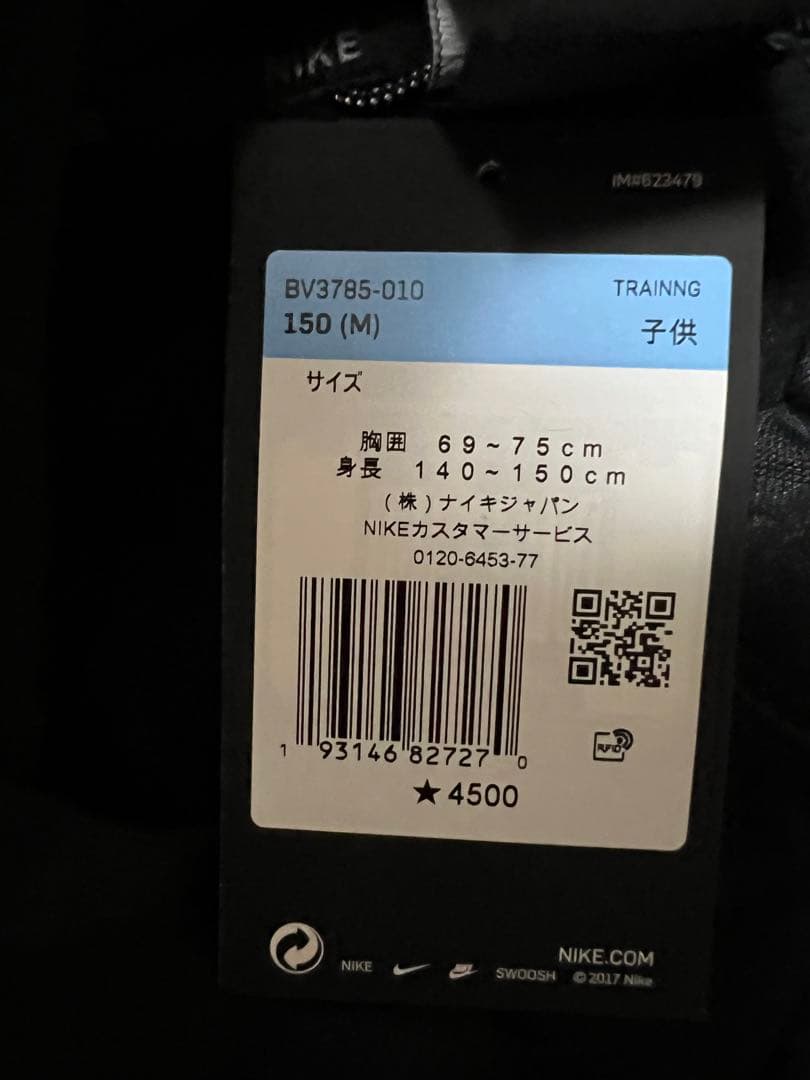 NIKE
IM#623479
BV3785-010 TRAINNG
150 (M) 子供
サイズ
胸囲 69~75cm
身長 140~150cm
(株)ナイキジャパン
NIKEカスタマーサービス
0120-6453-77
1 93146 82727 0
RFID
★4500
NIKE.COM
NIKE SWOOSH © 2017 Nike